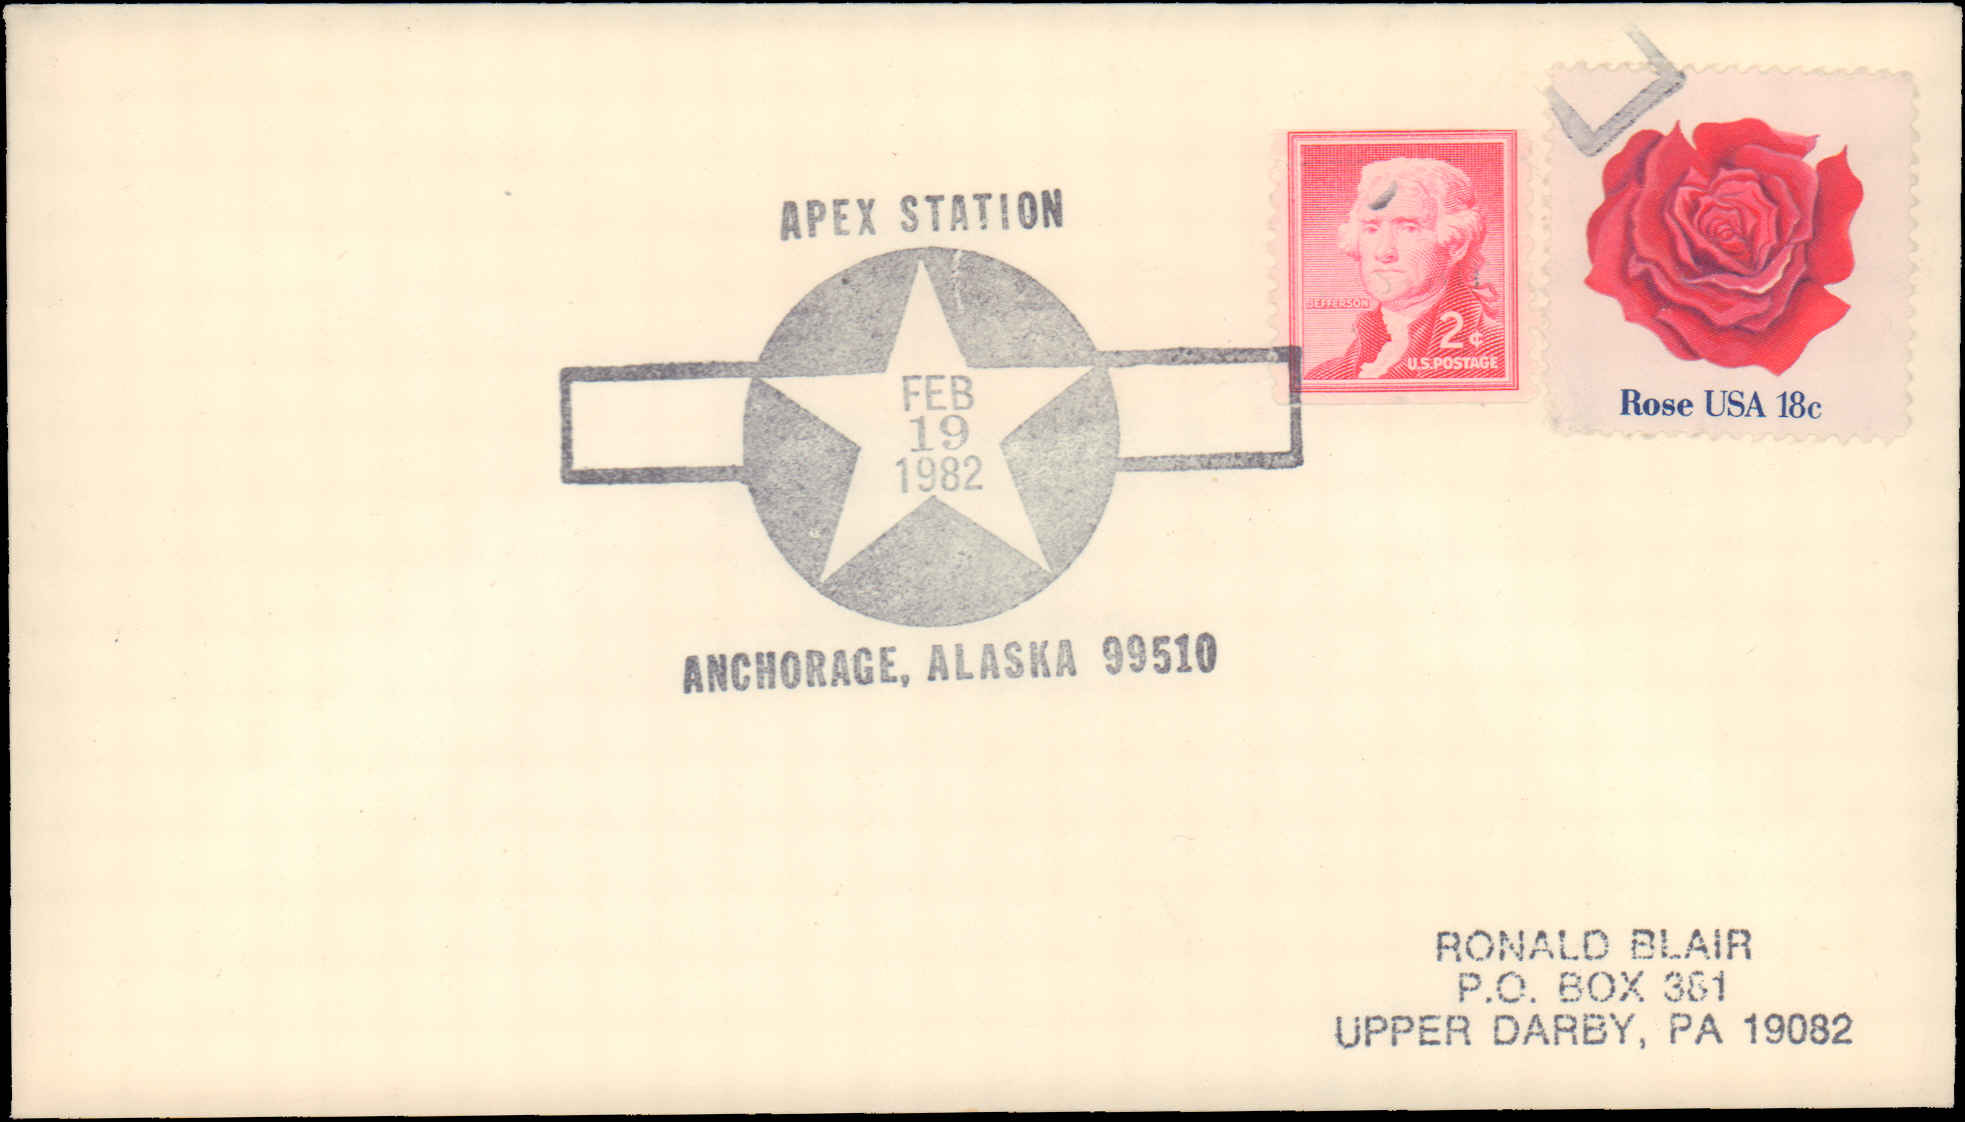 APEX STATION
FEB
19
1982
ANCHORAGE, ALASKA 99510
JEFFERSON
2¢
U.S. POSTAGE
Rose USA 18c
RONALD BLAIR
P.O. BOX 381
UPPER DARBY, PA 19082